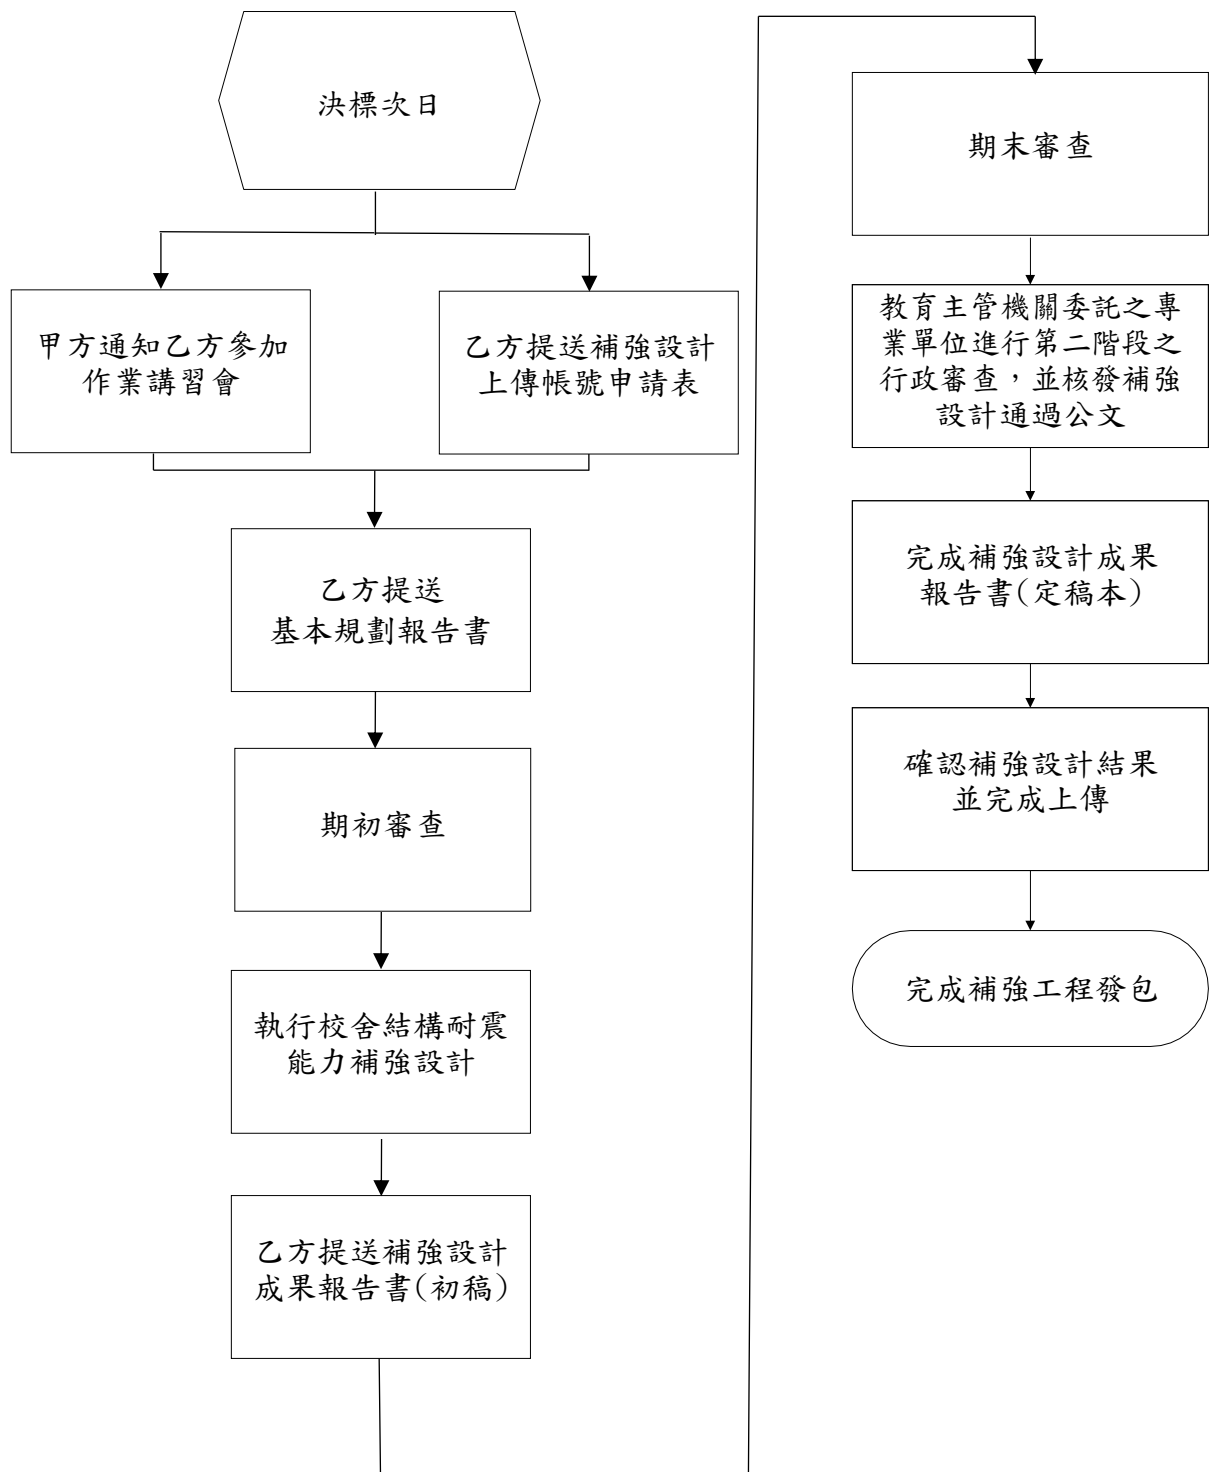 決標次日
甲方通知乙方參加
作業講習會
乙方提送補強設計
上傳帳號申請表
乙方提送
基本規劃報告書
期初審查
執行校舍結構耐震
能力補強設計
乙方提送補強設計
成果報告書(初稿)
期末審查
教育主管機關委託之專
業單位進行第二階段之
行政審查，並核發補強
設計通過公文
完成補強設計成果
報告書(定稿本)
確認補強設計結果
並完成上傳
完成補強工程發包